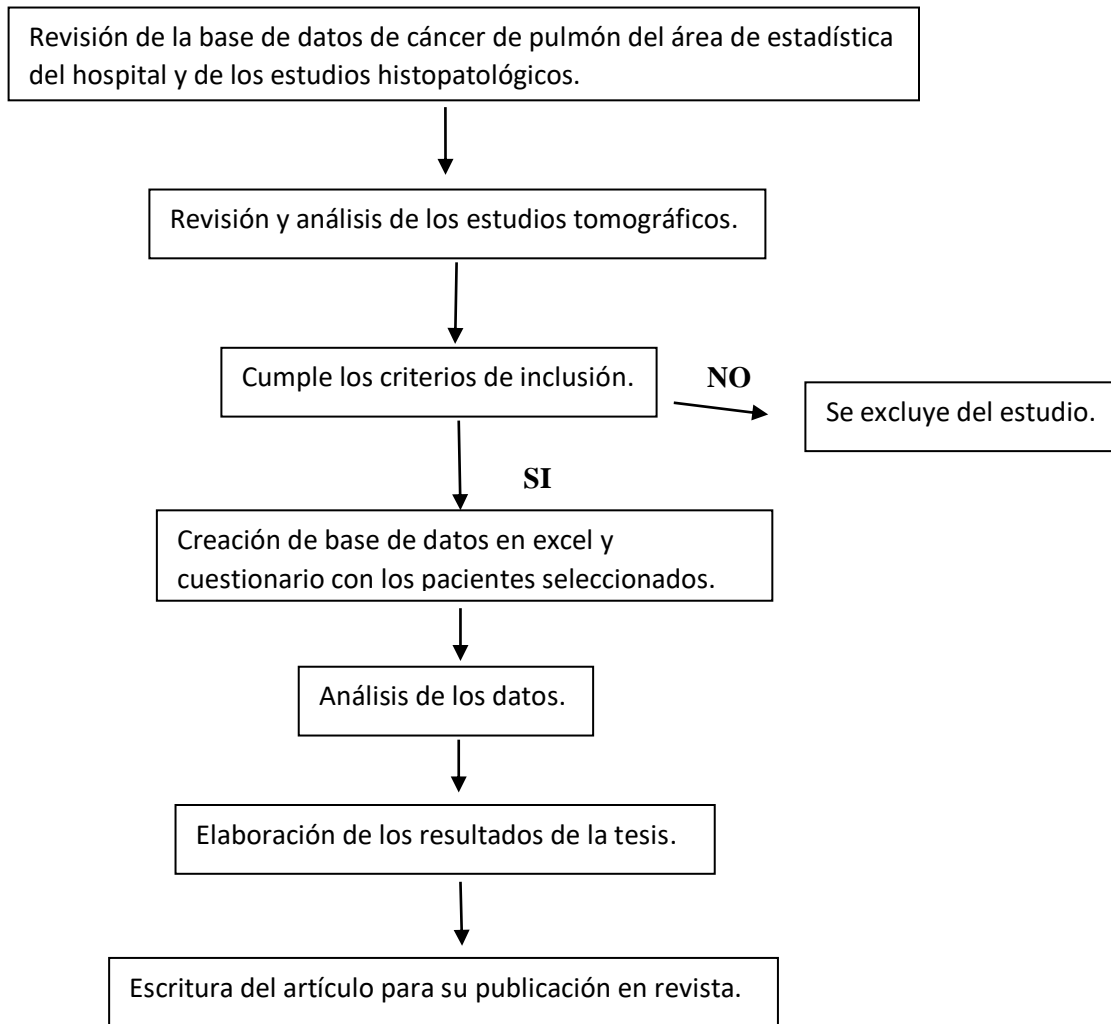 Revisión de la base de datos de cáncer de pulmón del área de estadística
del hospital y de los estudios histopatológicos.
Revisión y análisis de los estudios tomográficos.
Cumple los criterios de inclusión.
NO
Se excluye del estudio.
SI
Creación de base de datos en excel y
cuestionario con los pacientes seleccionados.
Análisis de los datos.
Elaboración de los resultados de la tesis.
Escritura del artículo para su publicación en revista.